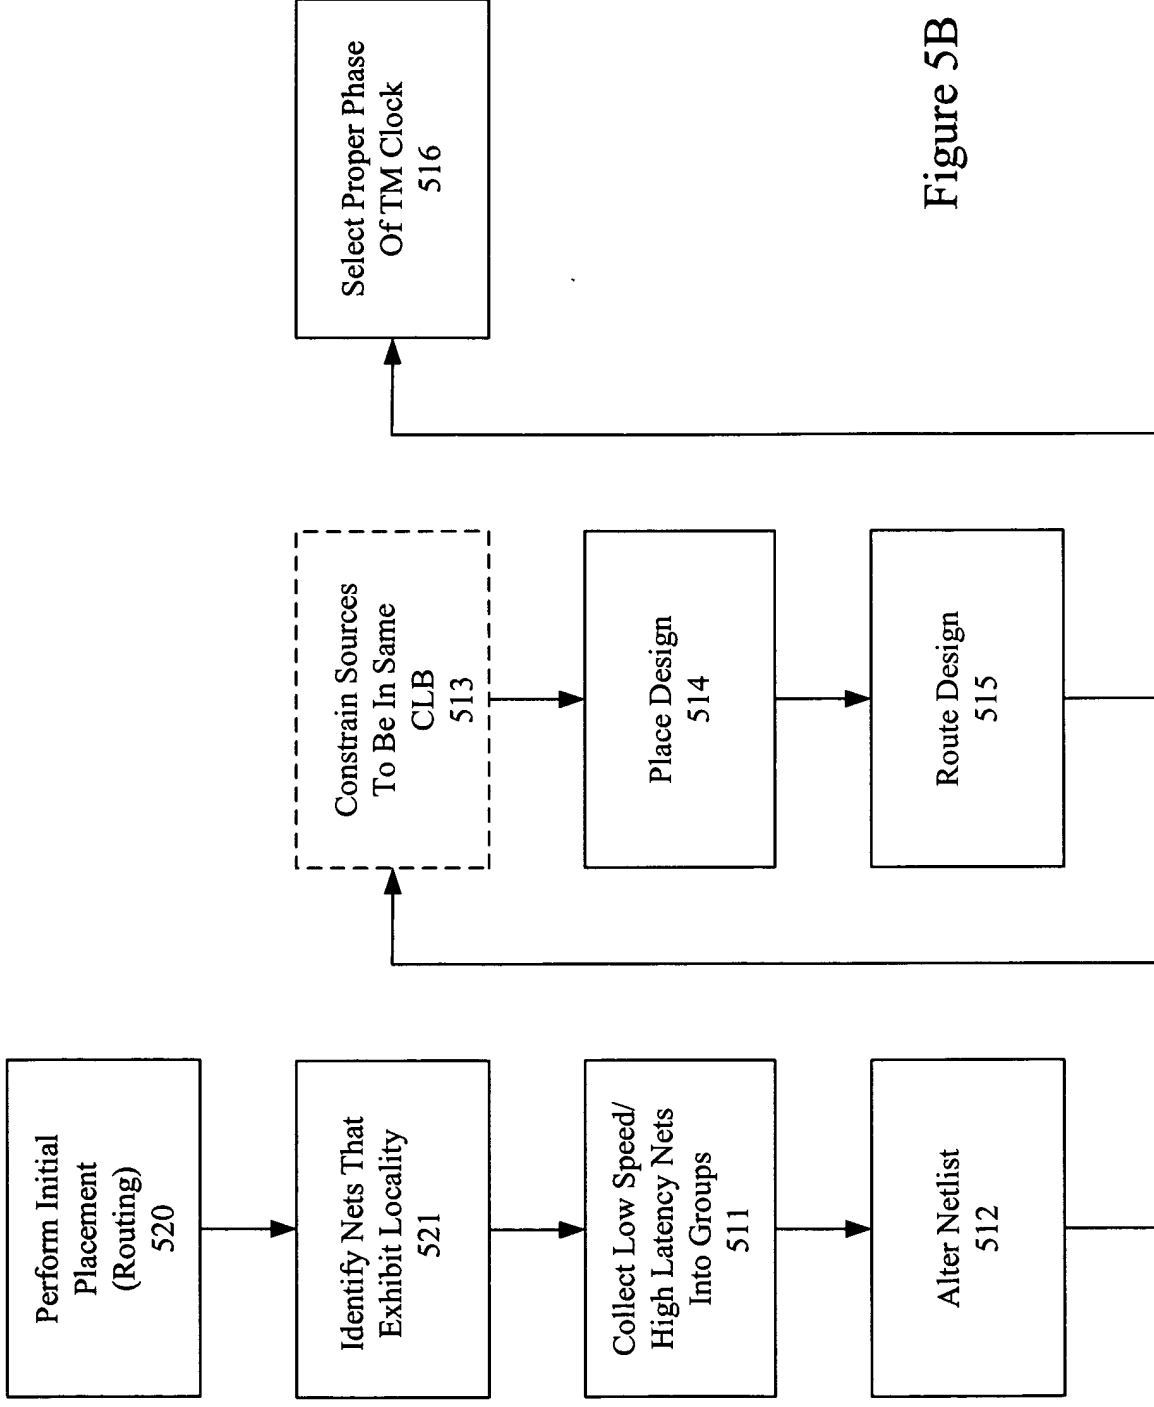 Perform Initial
Placement
(Routing)
520
Identify Nets That
Exhibit Locality
521
Collect Low Speed/
High Latency Nets
Into Groups
511
Alter Netlist
512
Constrain Sources
To Be In Same
CLB
513
Place Design
514
Route Design
515
Select Proper Phase
Of TM Clock
516
Figure 5B